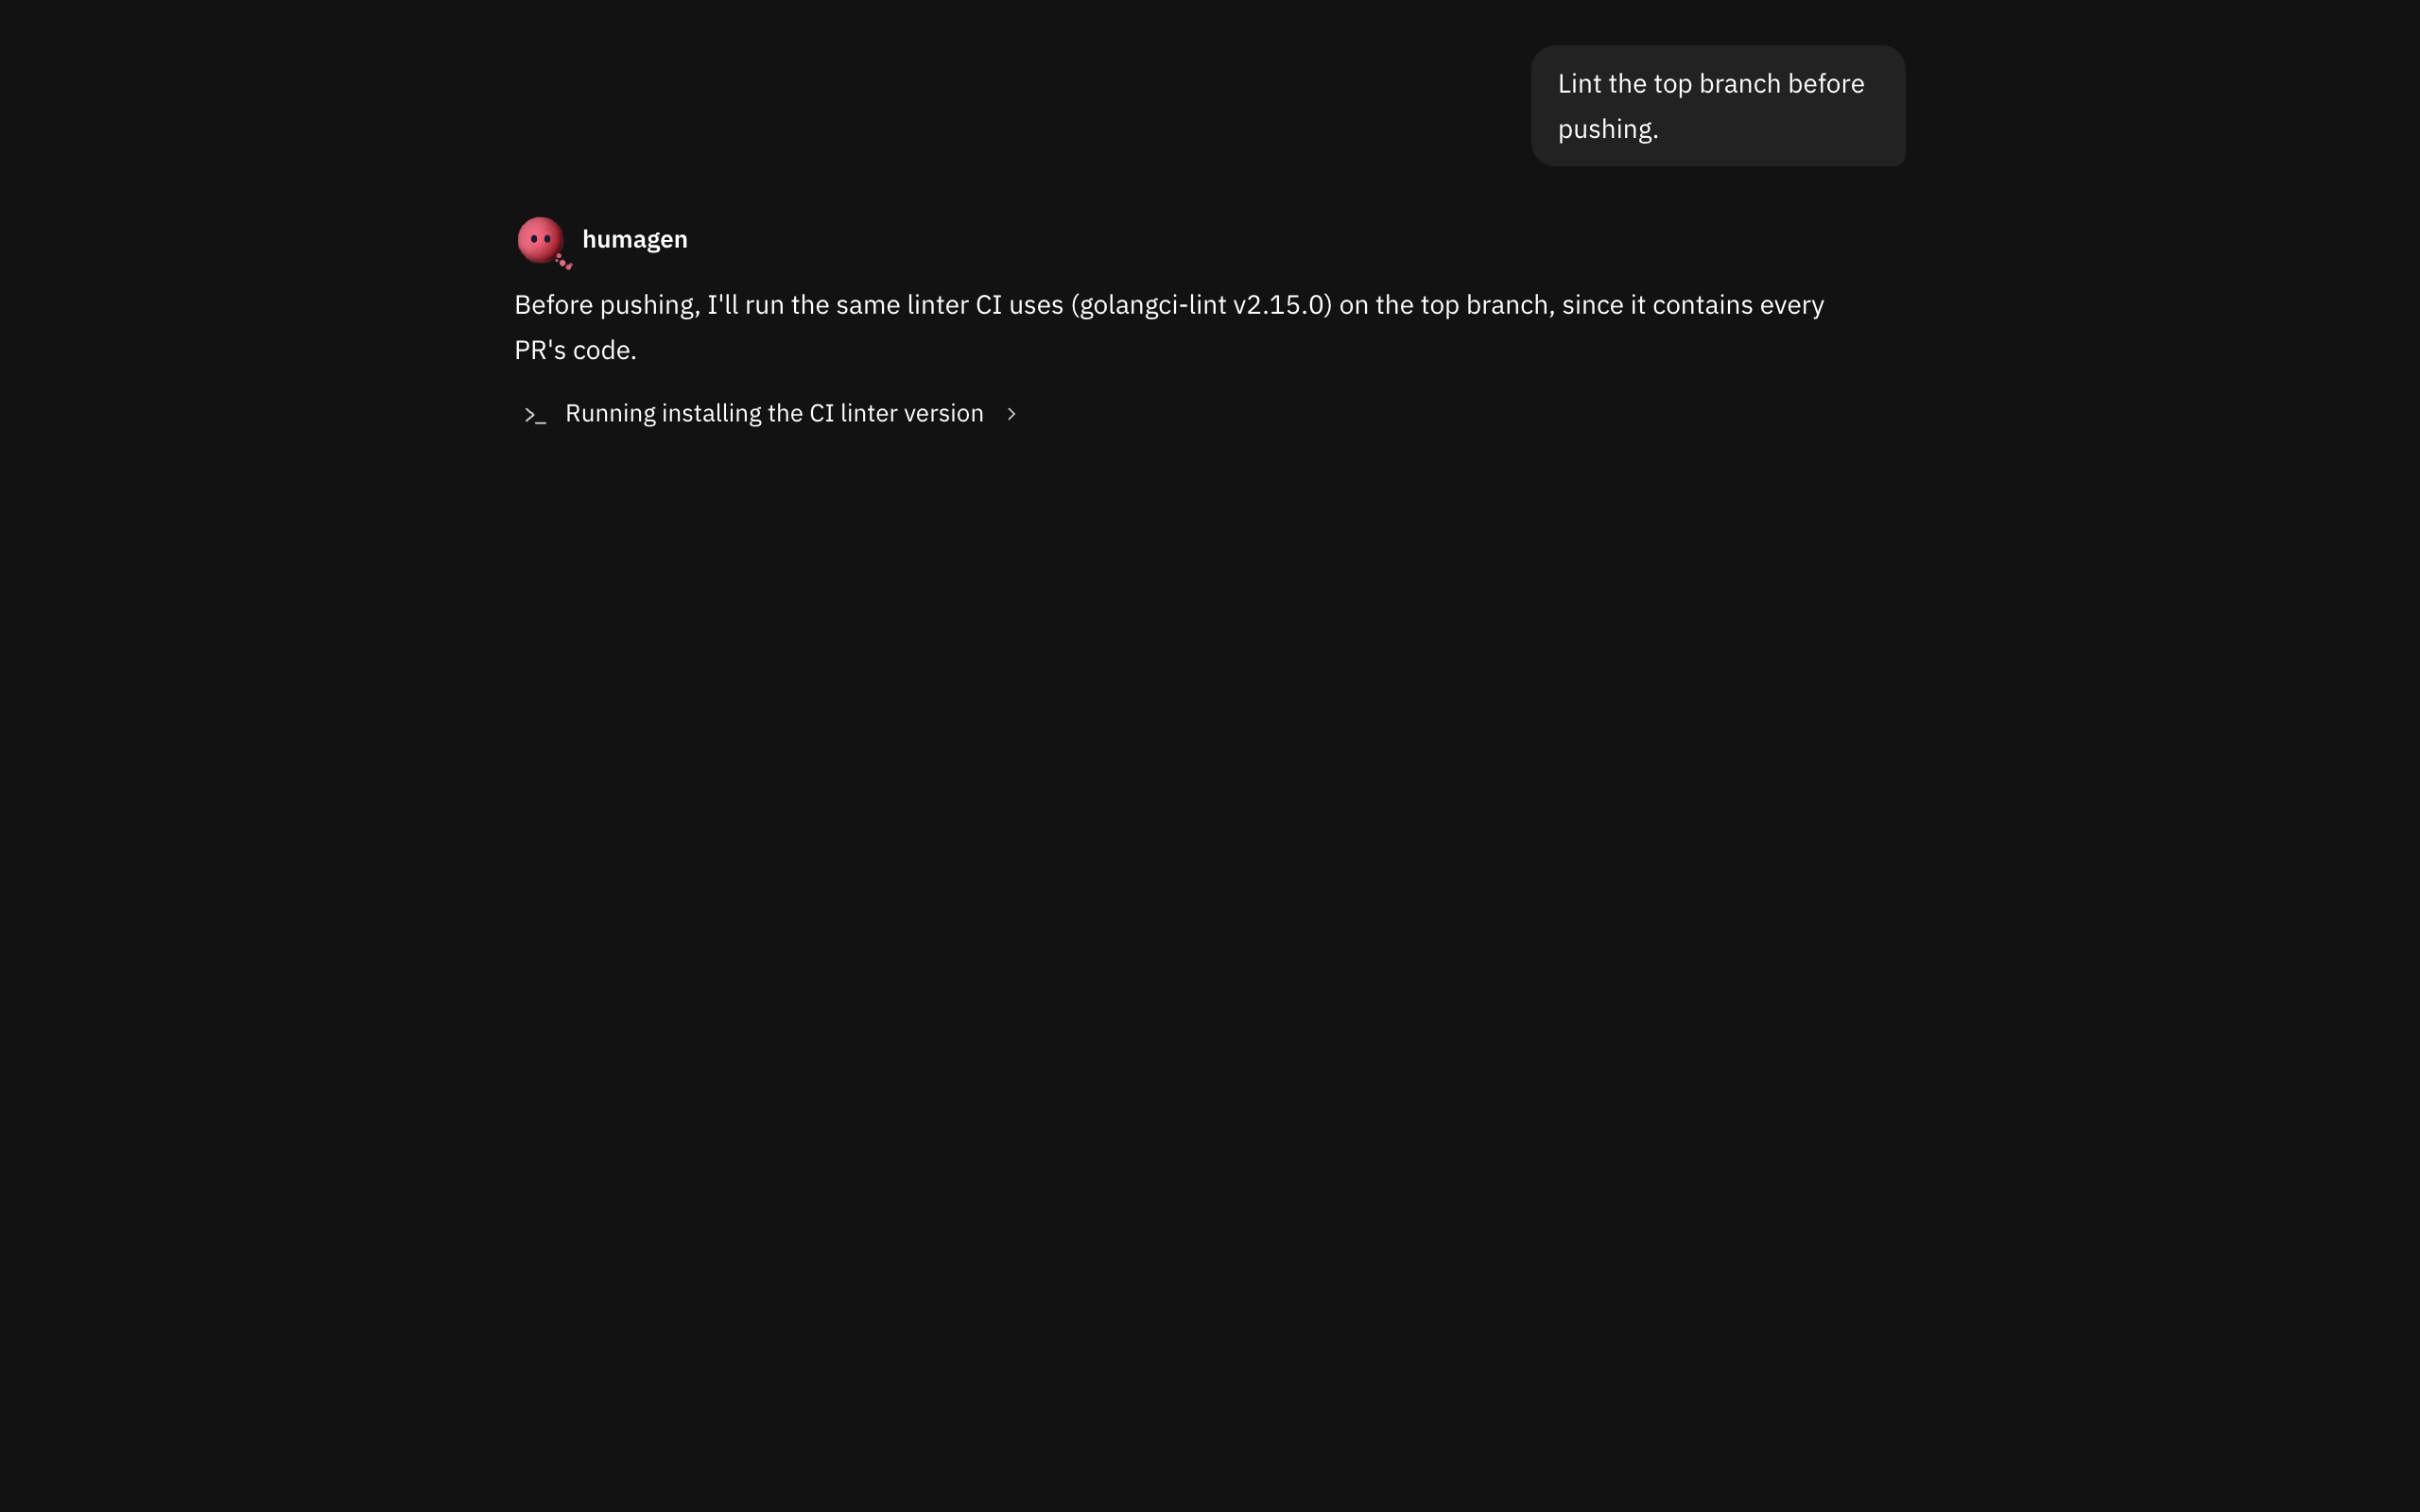 Lint the top branch before
pushing.
humagen
Before pushing, I'll run the same linter CI uses (golangci-lint v2.15.0) on the top branch, since it contains every
PR's code.
>_ Running installing the CI linter version >